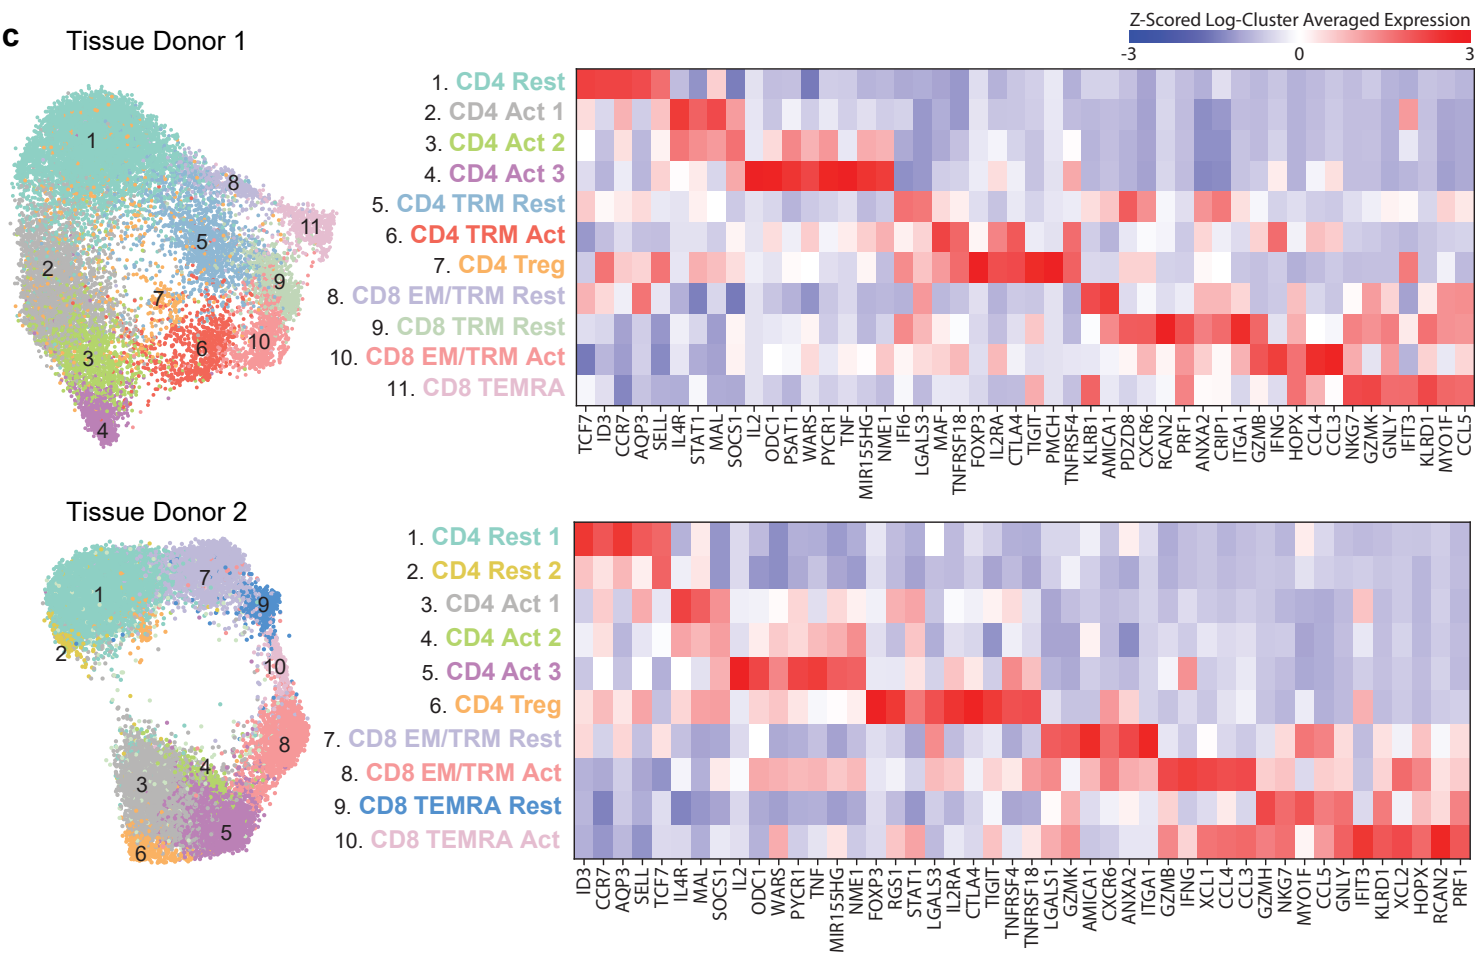 c
Tissue Donor 1
Z-Scored Log-Cluster Averaged Expression
-3 0 3
1. CD4 Rest
2. CD4 Act 1
3. CD4 Act 2
4. CD4 Act 3
5. CD4 TRM Rest
6. CD4 TRM Act
7. CD4 Treg
8. CD8 EM/TRM Rest
9. CD8 TRM Rest
10. CD8 EM/TRM Act
11. CD8 TEMRA
1
8
11
5
2
9
7
10
6
3
4
TCF7
ID3
CCR7
AQP3
SELL
IL4R
STAT1
MAL
SOCS1
IL2
ODC1
PSAT1
WARS
PYCR1
TNF
MIR155HG
NME1
IFI6
LGALS3
MAF
TNFRSF18
FOXP3
IL2RA
CTLA4
TIGIT
PMCH
TNFRSF4
KLRB1
AMICA1
PDZD8
CXCR6
RCAN2
PRF1
ANXA2
CRIP1
ITGA1
GZMB
IFNG
HOPX
CCL4
CCL3
NKG7
GZMK
GNLY
IFIT3
KLRD1
MYO1F
CCL5
Tissue Donor 2
1. CD4 Rest 1
2. CD4 Rest 2
3. CD4 Act 1
4. CD4 Act 2
5. CD4 Act 3
6. CD4 Treg
7. CD8 EM/TRM Rest
8. CD8 EM/TRM Act
9. CD8 TEMRA Rest
10. CD8 TEMRA Act
7
1
9
2
10
8
4
3
5
6
ID3
CCR7
AQP3
SELL
TCF7
IL4R
MAL
SOCS1
IL2
ODC1
WARS
PYCR1
TNF
MIR155HG
NME1
FOXP3
RGS1
STAT1
LGALS3
IL2RA
CTLA4
TIGIT
TNFRSF4
TNFRSF18
LGALS1
GZMK
AMICA1
CXCR6
ANXA2
ITGA1
GZMB
IFNG
XCL1
CCL4
CCL3
GZMH
NKG7
MYO1F
CCL5
GNLY
IFIT3
KLRD1
XCL2
HOPX
RCAN2
PRF1